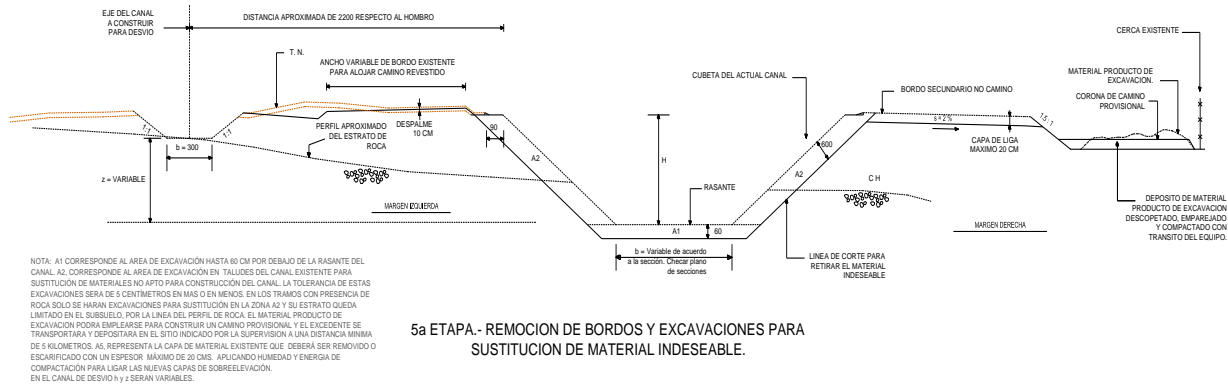 EJE DEL CANAL
A CONSTRUIR
PARA DESVIO
DISTANCIA APROXIMADA DE 2200 RESPECTO AL HOMBRO
T. N.
ANCHO VARIABLE DE BORDO EXISTENTE
PARA ALOJAR CAMINO REVESTIDO
CUBETA DEL ACTUAL CANAL
BORDO SECUNDARIO NO CAMINO
CERCA EXISTENTE
MATERIAL PRODUCTO DE
EXCAVACION.
CORONA DE CAMINO
PROVISIONAL
1:1
1:1
b = 300
PERFIL APROXIMADO
DEL ESTRATO DE
ROCA
DESPALME
10 CM
90
A2
H
600
A2
s = 2 %
CAPA DE LIGA
MAXIMO 20 CM
1.5 : 1
z = VARIABLE
MARGEN IZQUIERDA
RASANTE
C H
A1
60
MARGEN DERECHA
DEPOSITO DE MATERIAL
PRODUCTO DE EXCAVACION
DESCOPETADO, EMPAREJADO
Y COMPACTADO CON
TRANSITO DEL EQUIPO.
b = Variable de acuerdo
a la sección. Checar plano
de secciones
LINEA DE CORTE PARA
RETIRAR EL MATERIAL
INDESEABLE
NOTA: A1 CORRESPONDE AL AREA DE EXCAVACIÓN HASTA 60 CM POR DEBAJO DE LA RASANTE DEL
CANAL. A2, CORRESPONDE AL AREA DE EXCAVACIÓN EN TALUDES DEL CANAL EXISTENTE PARA
SUSTITUCIÓN DE MATERIALES NO APTO PARA CONSTRUCIÓN DEL CANAL. LA TOLERANCIA DE ESTAS
EXCAVACIONES SERA DE 5 CENTÍMETROS EN MAS O EN MENOS. EN LOS TRAMOS CON PRESENCIA DE
ROCA SOLO SE HARAN EXCAVACIONES PARA SUSTITUCIÓN EN LA ZONA A2 Y SU ESTRATO QUEDA
LIMITADO EN EL SUBSUELO, POR LA LINEA DEL PERFIL DE ROCA. EL MATERIAL PRODUCTO DE
EXCAVACIÓN PODRA EMPLEARSE PARA CONSTRUIR UN CAMINO PROVISIONAL Y EL EXCEDENTE SE
TRANSPORTARA Y DEPOSITARA EN EL SITIO INDICADO POR LA SUPERVISION A UNA DISTANCIA MINIMA
DE 5 KILOMETROS. A5, REPRESENTA LA CAPA DE MATERIAL EXISTENTE QUE DEBERÁ SER REMOVIDO O
ESCARIFICADO CON UN ESPESOR MÁXIMO DE 20 CMS. APLICANDO HUMEDAD Y ENERGIA DE
COMPACTACIÓN PARA LIGAR LAS NUEVAS CAPAS DE SOBREELEVACIÓN.
EN EL CANAL DE DESVIO h y z SERAN VARIABLES.
5a ETAPA.- REMOCION DE BORDOS Y EXCAVACIONES PARA
SUSTITUCION DE MATERIAL INDESEABLE.